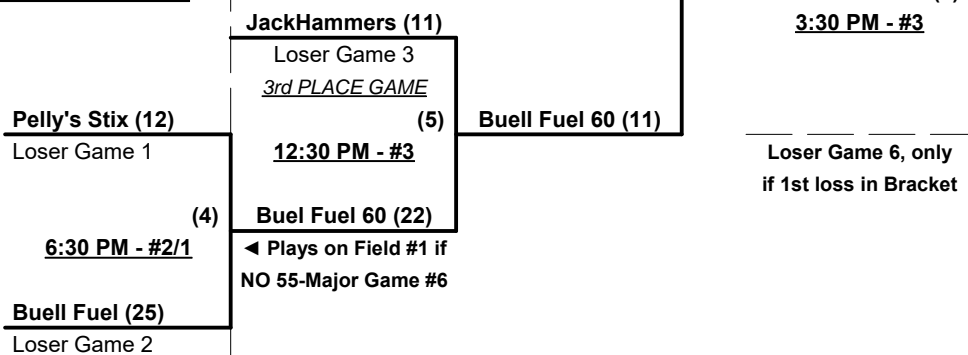 JackHammers (11)
3:30 PM - #3
Loser Game 3
3rd PLACE GAME
Pelly's Stix (12)
(5)
Buell Fuel 60 (11)
Loser Game 1
12:30 PM - #3
Loser Game 6, only
if 1st loss in Bracket
(4)
Buel Fuel 60 (22)
6:30 PM - #2/1
◄ Plays on Field #1 if
NO 55-Major Game #6
Buell Fuel (25)
Loser Game 2